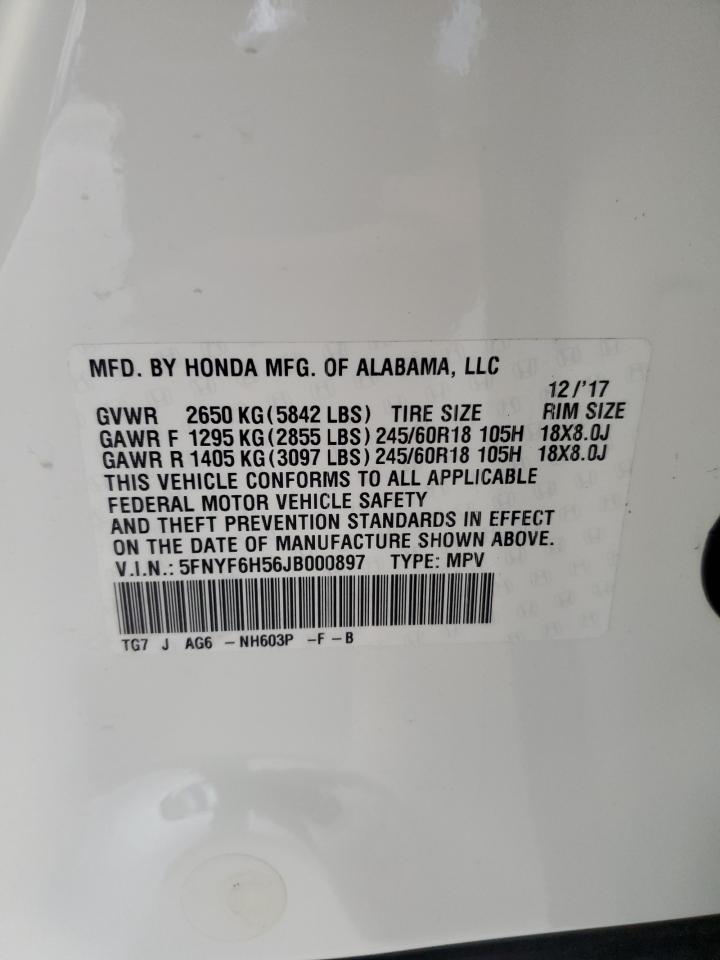 MFD. BY HONDA MFG. OF ALABAMA, LLC
12/'17
GVWR 2650 KG (5842 LBS) TIRE SIZE RIM SIZE
GAWR F 1295 KG (2855 LBS) 245/60R18 105H 18X8.0J
GAWR R 1405 KG (3097 LBS) 245/60R18 105H 18X8.0J
THIS VEHICLE CONFORMS TO ALL APPLICABLE
FEDERAL MOTOR VEHICLE SAFETY
AND THEFT PREVENTION STANDARDS IN EFFECT
ON THE DATE OF MANUFACTURE SHOWN ABOVE.
V.I.N.: 5FNYF6H56JB000897 TYPE: MPV
TG7 J AG6 -NH603P -F-B